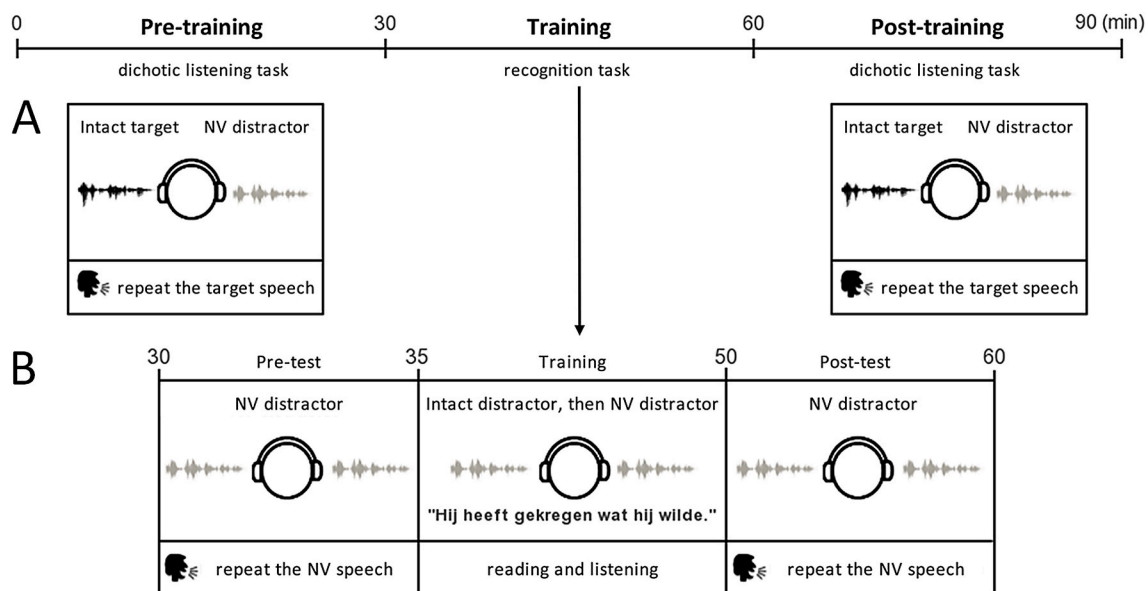 0 Pre-training 30 Training 60 Post-training 90 (min)
dichotic listening task recognition task dichotic listening task
A
Intact target NV distractor
repeat the target speech
Intact target NV distractor
repeat the target speech
B
30 Pre-test 35 Training 50 Post-test 60
NV distractor
Intact distractor, then NV distractor
NV distractor
"Hij heeft gekregen wat hij wilde."
repeat the NV speech
reading and listening
repeat the NV speech